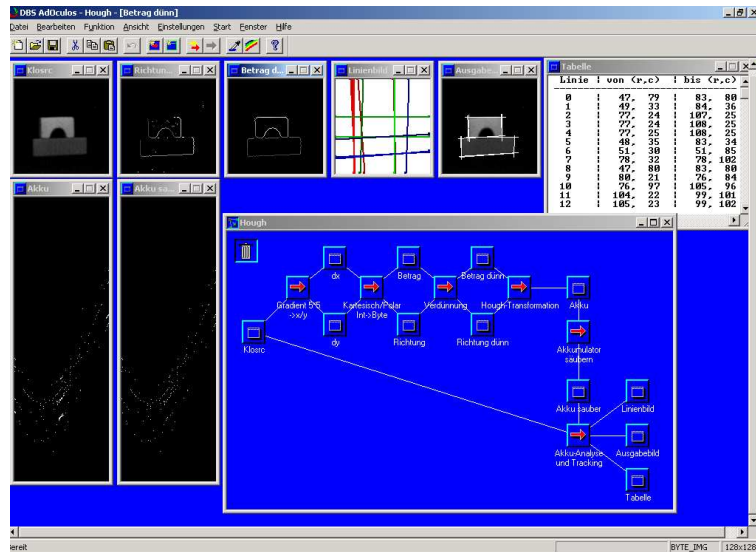 DBS AdOculos - Hough - [Betrag dünn]
Datei Bearbeiten Funktion Ansicht Einstellungen Start Fenster Hilfe
Klosrc
Richtun...
Betrag d...
Linienbild
Ausgabe...
Tabelle
Linie | von (r,c) | bis (r,c)
0 | 47, 79 | 83, 80
1 | 49, 33 | 84, 36
2 | 77, 24 | 107, 25
3 | 77, 24 | 108, 25
4 | 77, 25 | 108, 25
5 | 48, 35 | 83, 34
6 | 51, 30 | 51, 85
7 | 78, 32 | 78, 102
8 | 47, 80 | 83, 80
9 | 80, 21 | 76, 84
10 | 76, 97 | 105, 96
11 | 104, 22 | 99, 101
12 | 105, 23 | 99, 102
Akku
Akku sa...
Hough
dx
Betrag
Betrag dünn
Gradient 5*5
->x/y
Kartesisch/Polar
Int->Byte
Verdünnung
Hough-Transformation
Akku
Klosrc
dy
Richtung
Richtung dünn
Akkumulator
säubern
Akku sauber
Linienbild
Akku-Analyse
und Tracking
Ausgabebild
Tabelle
Bereit
BYTE_IMG
128x128